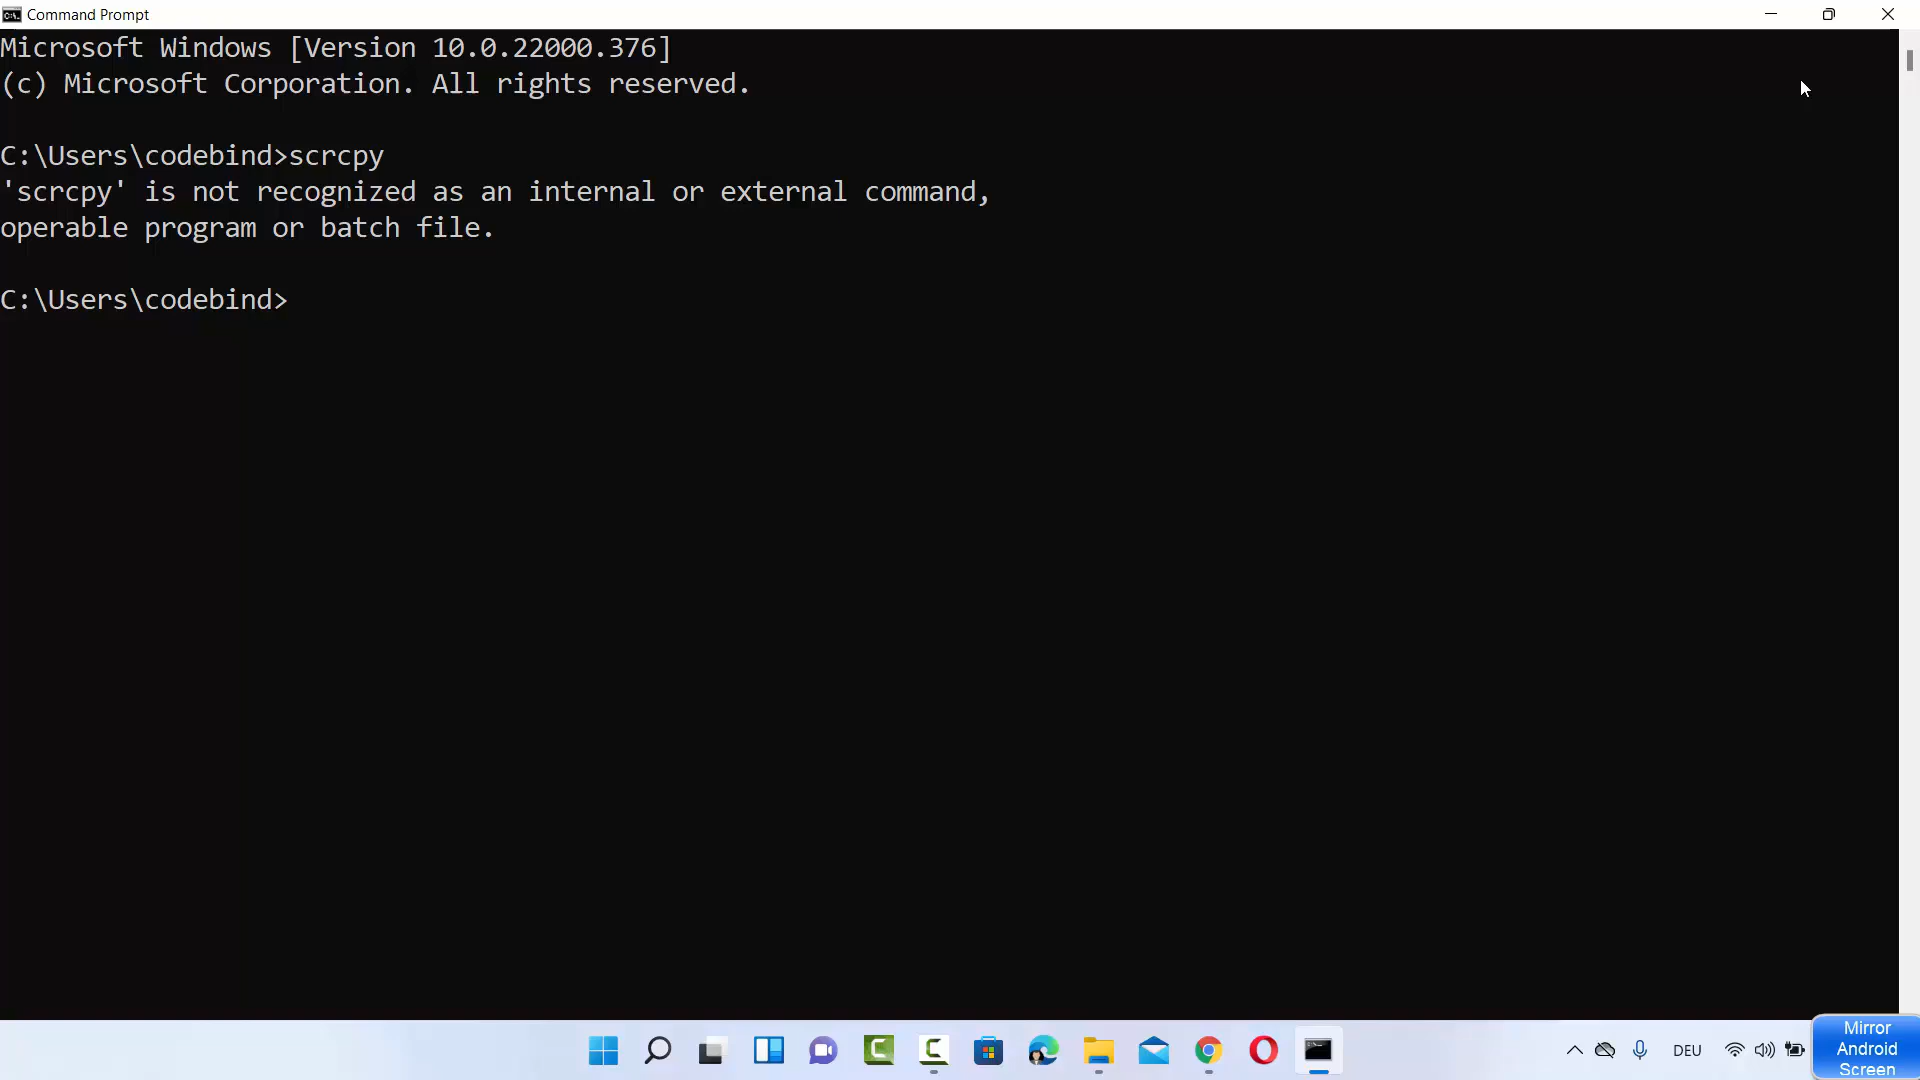 Command Prompt
Microsoft Windows [Version 10.0.22000.376]
(c) Microsoft Corporation. All rights reserved.
C:\Users\codebind>scrcpy
'scrcpy' is not recognized as an internal or external command,
operable program or batch file.
C:\Users\codebind>
DEU
Mirror
Android
Screen